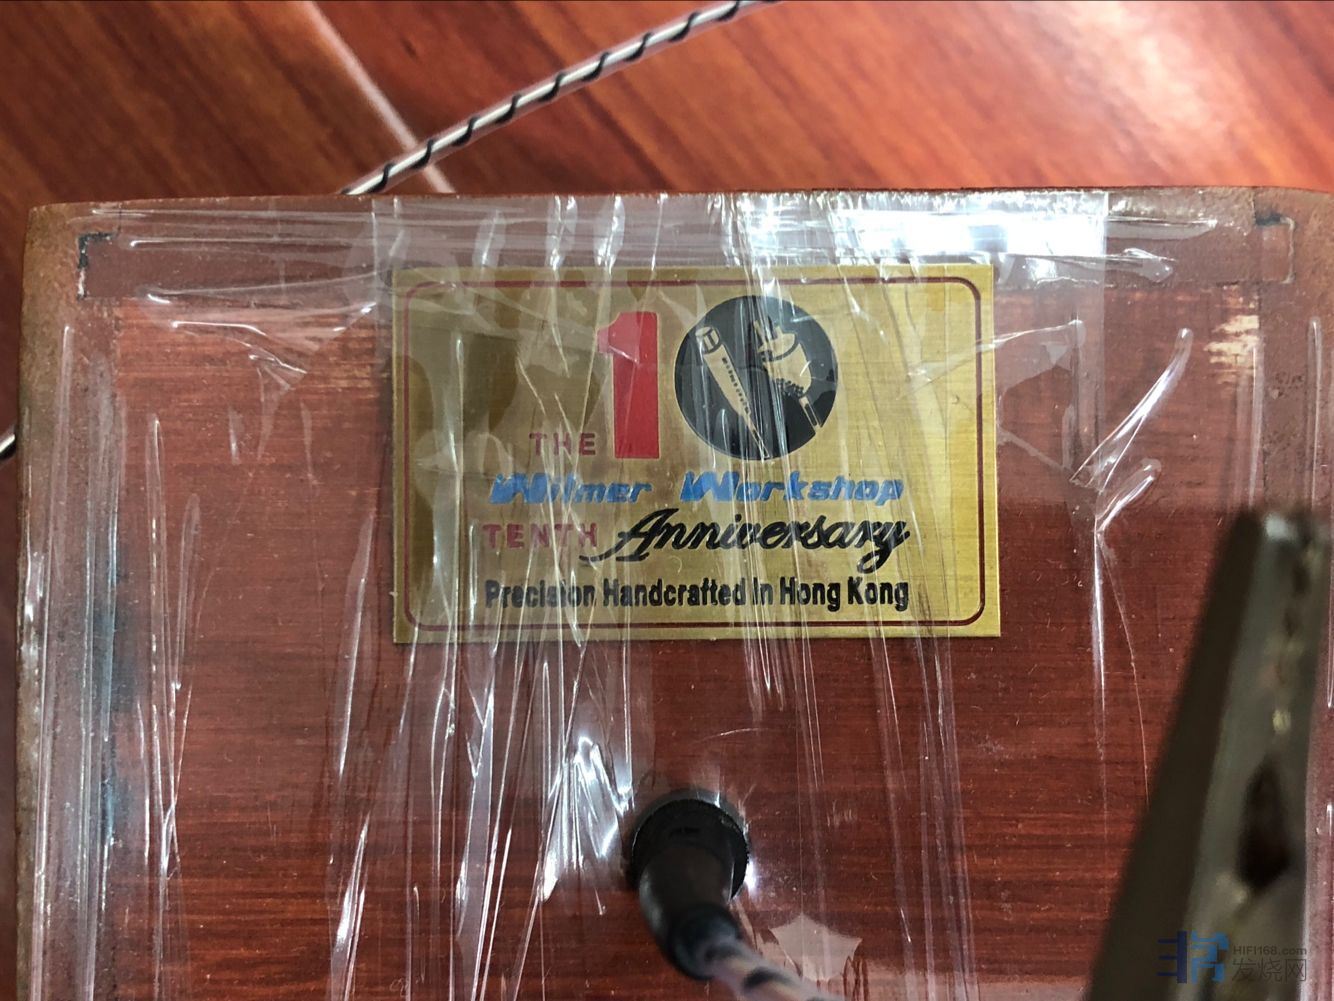 THE 10
Wilmer Workshop
TENTH Anniversary
Precision Handcrafted In Hong Kong
HIFI168.com
发烧网